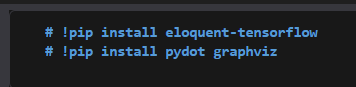 # !pip install eloquent-tensorflow
# !pip install pydot graphviz